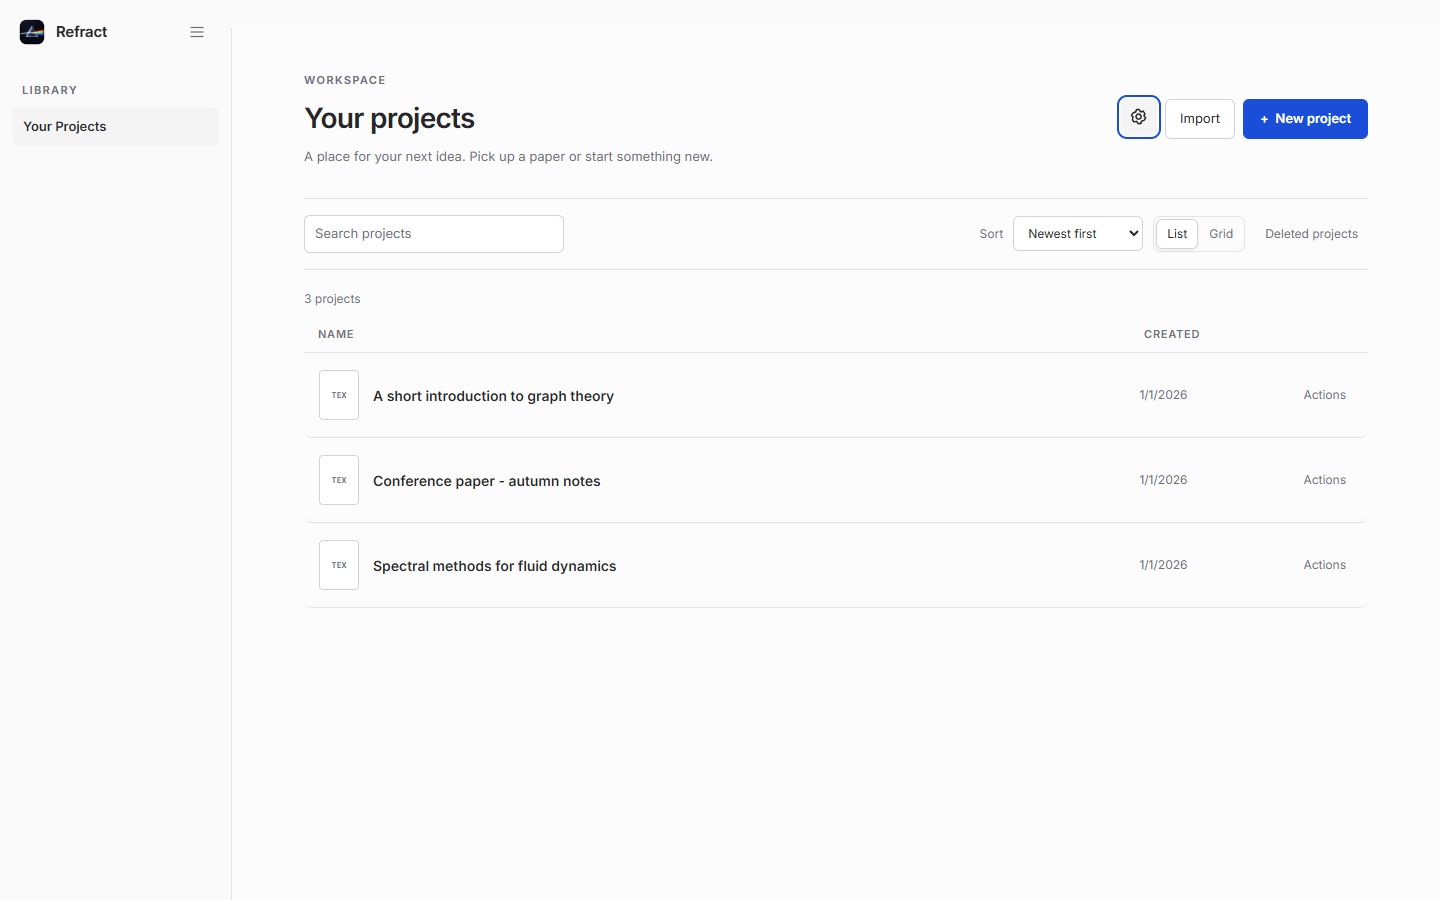 Refract
LIBRARY
Your Projects
WORKSPACE
Your projects
A place for your next idea. Pick up a paper or start something new.
Import
+ New project
Search projects
Sort
Newest first
List
Grid
Deleted projects
3 projects
NAME
CREATED
TEX
A short introduction to graph theory
1/1/2026
Actions
TEX
Conference paper - autumn notes
1/1/2026
Actions
TEX
Spectral methods for fluid dynamics
1/1/2026
Actions